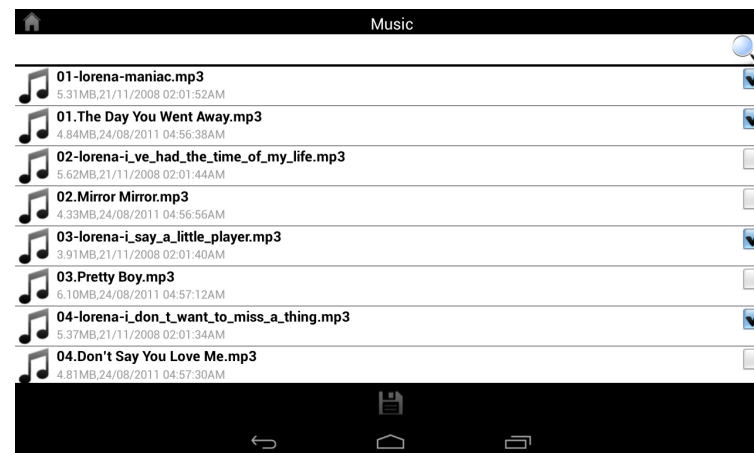 Music
01-lorena-maniac.mp3
5.31MB,21/11/2008 02:01:52AM
01.The Day You Went Away.mp3
4.84MB,24/08/2011 04:56:38AM
02-lorena-i_ve_had_the_time_of_my_life.mp3
5.62MB,21/11/2008 02:01:44AM
02.Mirror Mirror.mp3
4.33MB,24/08/2011 04:56:56AM
03-lorena-i_say_a_little_player.mp3
3.91MB,21/11/2008 02:01:40AM
03.Pretty Boy.mp3
6.10MB,24/08/2011 04:57:12AM
04-lorena-i_don_t_want_to_miss_a_thing.mp3
5.37MB,21/11/2008 02:01:34AM
04.Don't Say You Love Me.mp3
4.81MB,24/08/2011 04:57:30AM